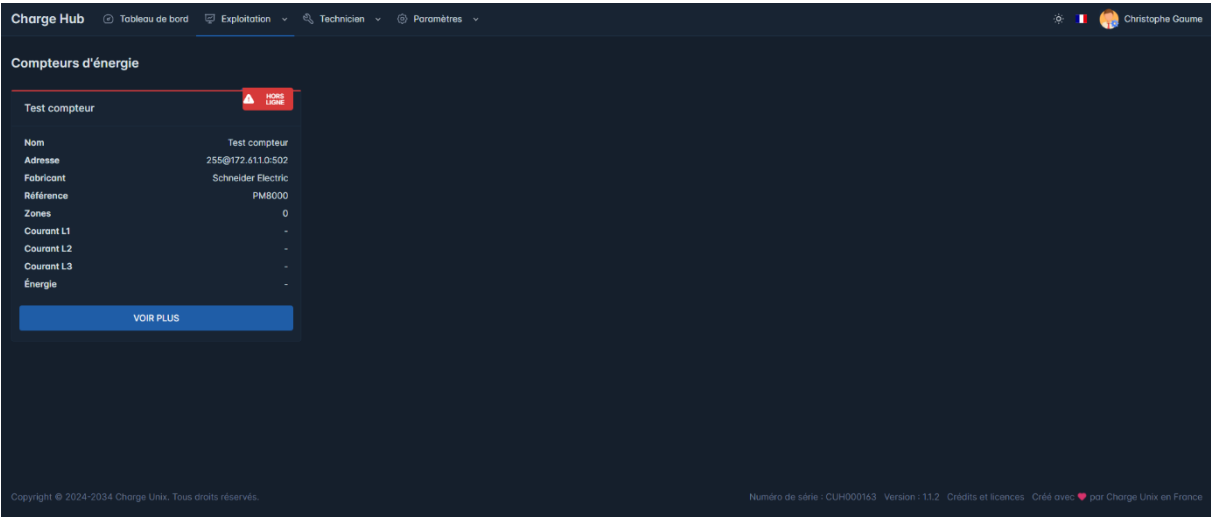 Charge Hub Tableau de bord Exploitation Technicien Paramètres Christophe Gaume
Compteurs d'énergie
Test compteur HORS LIGNE
Nom Test compteur
Adresse 255@172.61.1.0:502
Fabricant Schneider Electric
Référence PM8000
Zones 0
Courant L1 -
Courant L2 -
Courant L3 -
Énergie -
VOIR PLUS
Copyright © 2024-2034 Charge Unix. Tous droits réservés. Numéro de série : CUH000163 Version : 1.1.2 Crédits et licences Créé avec ❤ par Charge Unix en France